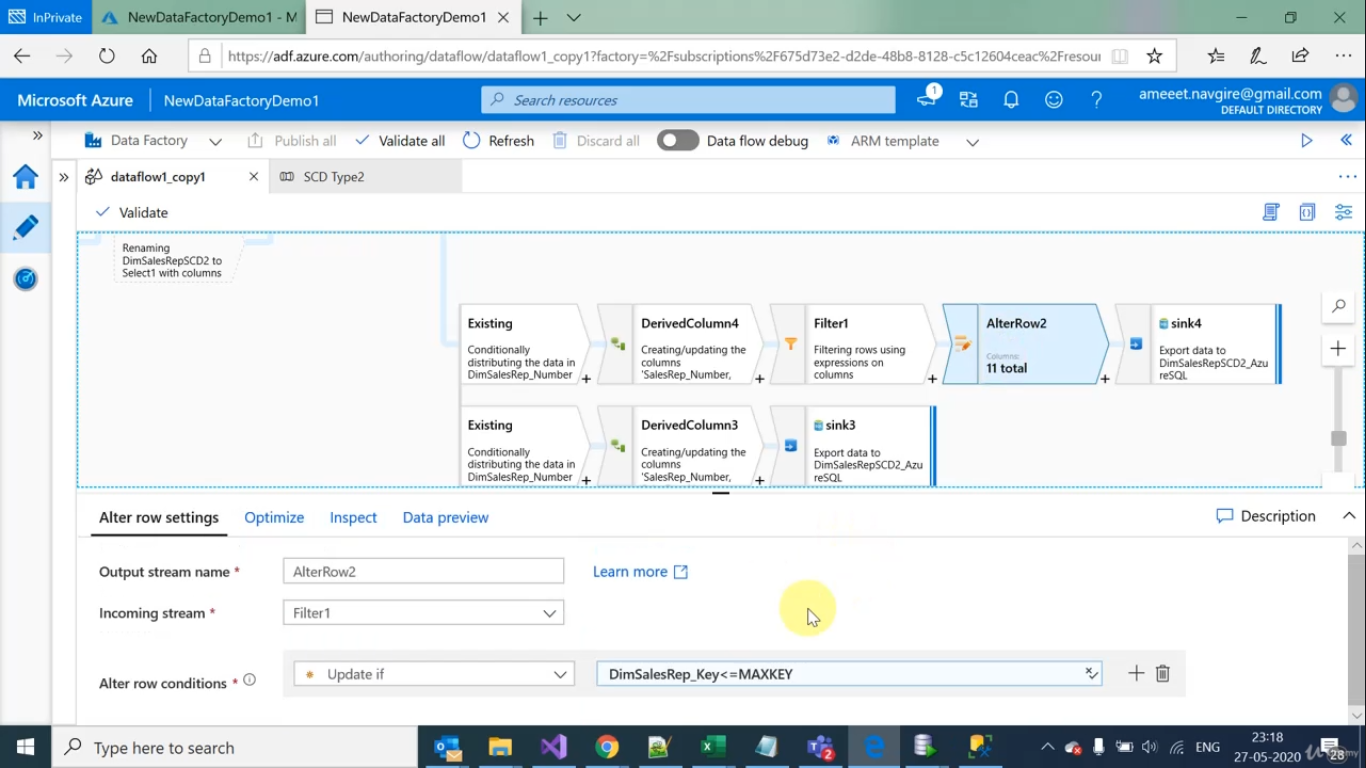 InPrivate
NewDataFactoryDemo1 - M
NewDataFactoryDemo1
https://adf.azure.com/authoring/dataflow/dataflow1_copy1?factory=%2Fsubscriptions%2F675d73e2-d2de-48b8-8128-c5c12604ceac%2Fresour
Microsoft Azure
NewDataFactoryDemo1
Search resources
1
ameeet.navgire@gmail.com
DEFAULT DIRECTORY
Data Factory
Publish all
Validate all
Refresh
Discard all
Data flow debug
ARM template
dataflow1_copy1
SCD Type2
Validate
Renaming
DimSalesRepSCD2 to
Select1 with columns
Existing
Conditionally
distributing the data in
DimSalesRep_Number
DerivedColumn4
Creating/updating the
columns
'SalesRep_Number,
Filter1
Filtering rows using
expressions on
columns
AlterRow2
Columns:
11 total
sink4
Export data to
DimSalesRepSCD2_Azu
reSQL
Existing
Conditionally
distributing the data in
DimSalesRep_Number
DerivedColumn3
Creating/updating the
columns
'SalesRep_Number,
sink3
Export data to
DimSalesRepSCD2_Azu
reSQL
Alter row settings
Optimize
Inspect
Data preview
Description
Output stream name *
AlterRow2
Learn more
Incoming stream *
Filter1
Alter row conditions *
Update if
DimSalesRep_Key<=MAXKEY
Type here to search
2
ENG
23:18
27-05-2020
28